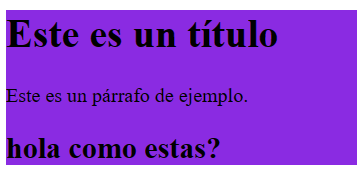 Este es un título
Este es un párrafo de ejemplo.
hola como estas?